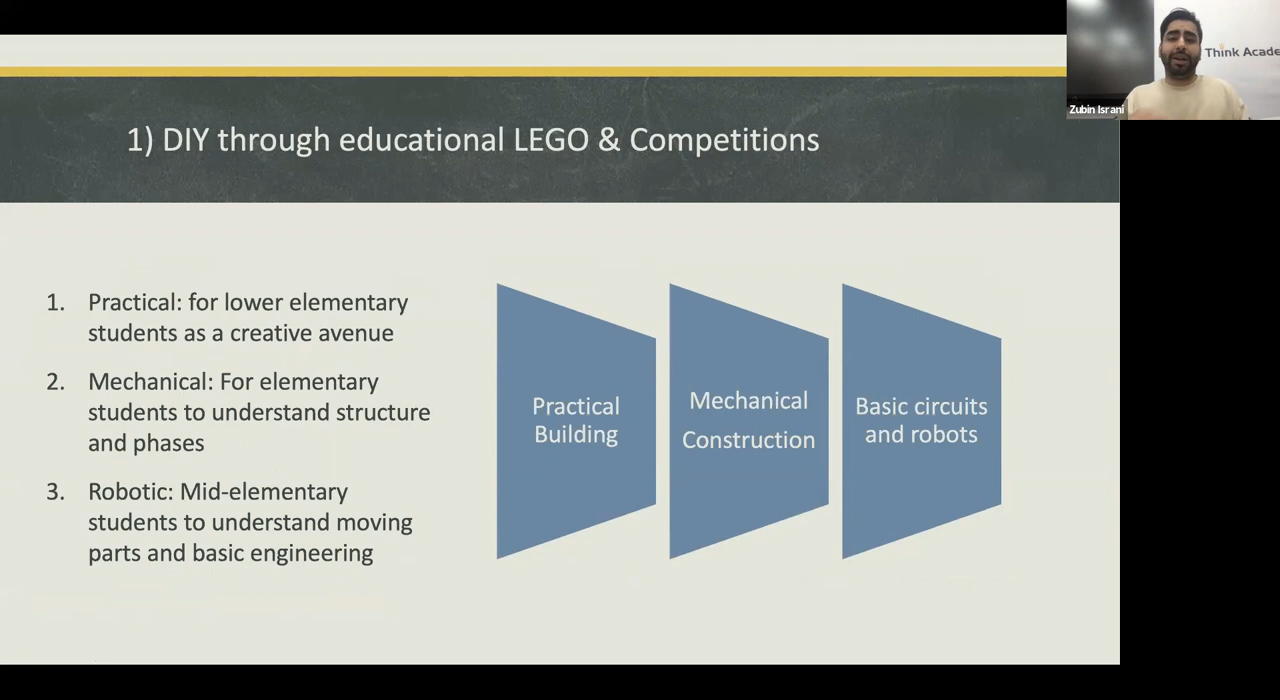 1) DIY through educational LEGO & Competitions
Think Acade
Zubin Israni
1. Practical: for lower elementary
students as a creative avenue
2. Mechanical: For elementary
students to understand structure
and phases
3. Robotic: Mid-elementary
students to understand moving
parts and basic engineering
Practical
Building
Mechanical
Construction
Basic circuits
and robots